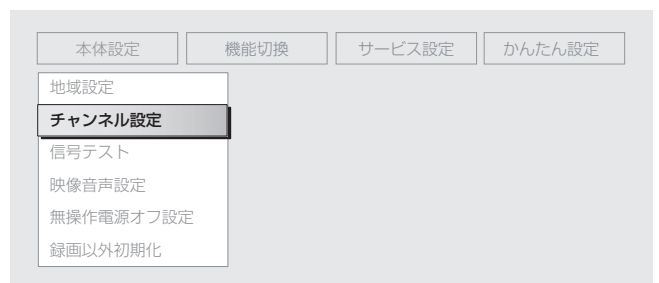 本体設定 機能切換 サービス設定 かんたん設定
地域設定
チャンネル設定
信号テスト
映像音声設定
無操作電源オフ設定
録画以外初期化